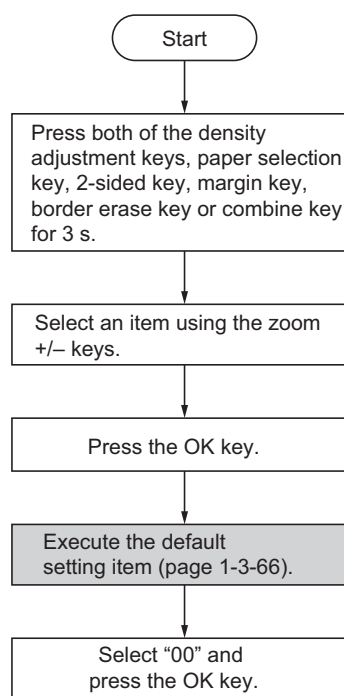 Start
Press both of the density
adjustment keys, paper selection
key, 2-sided key, margin key,
border erase key or combine key
for 3 s.
Select an item using the zoom
+/– keys.
Press the OK key.
Execute the default
setting item (page 1-3-66).
Select “00” and
press the OK key.